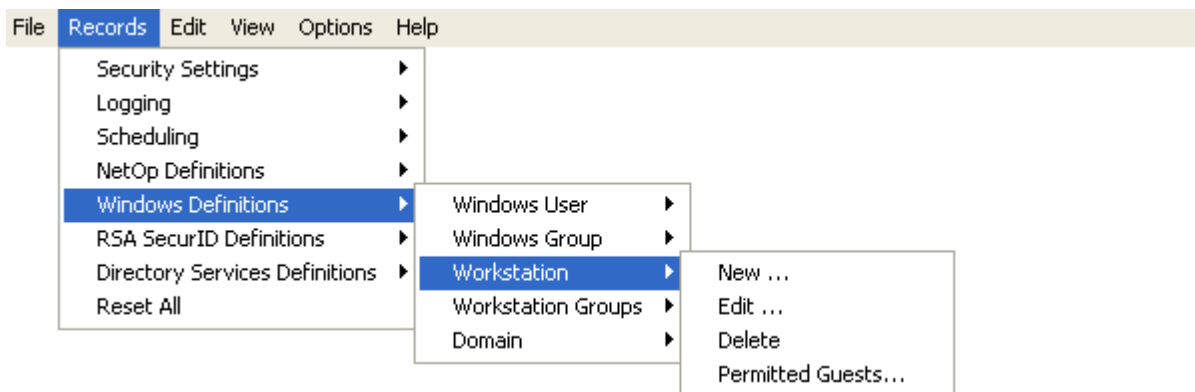 File Records Edit View Options Help
Security Settings
Logging
Scheduling
NetOp Definitions
Windows Definitions
RSA SecurID Definitions
Directory Services Definitions
Reset All
Windows User
Windows Group
Workstation
Workstation Groups
Domain
New ...
Edit ...
Delete
Permitted Guests...